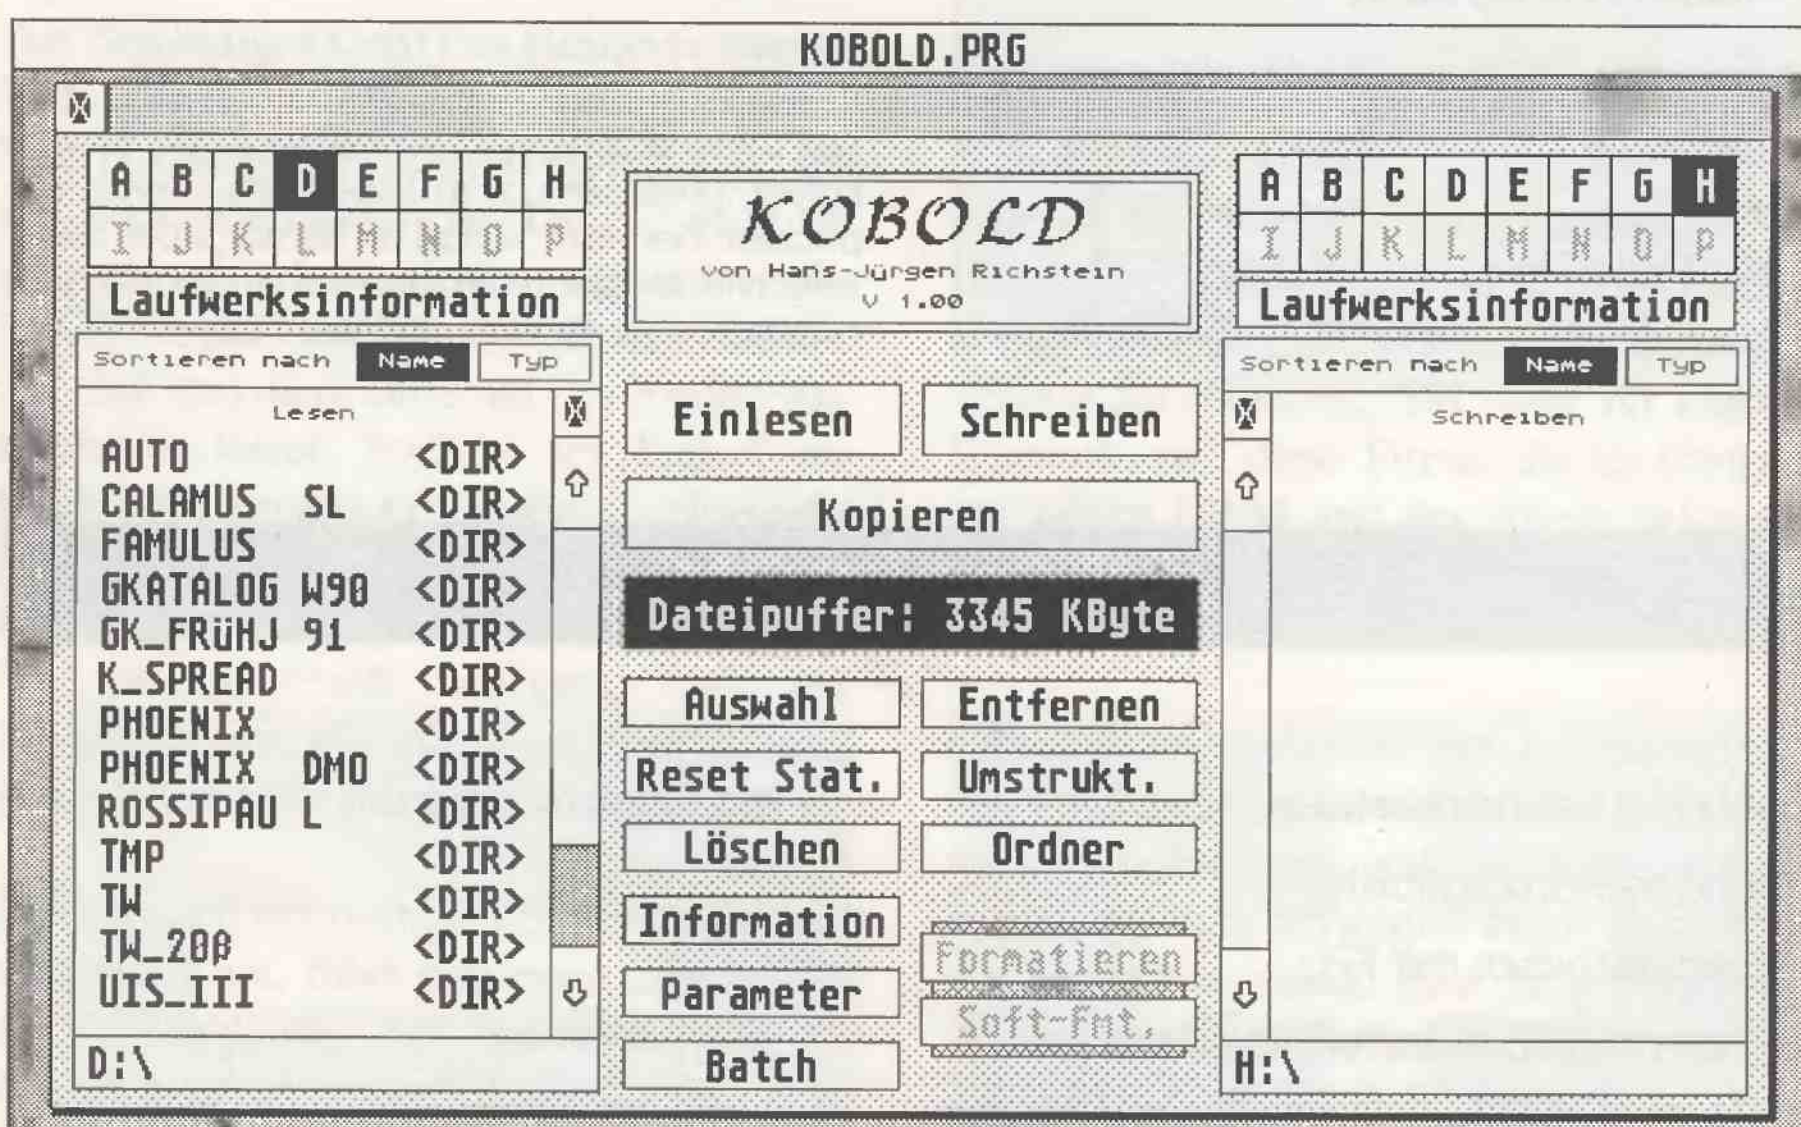 KOBOLD.PRG
A B C D E F G H
I J K L M N O P
Laufwerksinformation
Sortieren nach Name Typ
Lesen
AUTO <DIR>
CALAMUS SL <DIR>
FAMULUS <DIR>
GKATALOG W90 <DIR>
GK_FRüHJ 91 <DIR>
K_SPREAD <DIR>
PHOENIX <DIR>
PHOENIX DMO <DIR>
ROSSIPAU L <DIR>
TMP <DIR>
TW <DIR>
TW_20β <DIR>
UIS_III <DIR>
D:\
KOBOLD
von Hans-Jürgen Richstein
V 1.00
Einlesen Schreiben
Kopieren
Dateipuffer: 3345 KByte
Auswahl Entfernen
Reset Stat. Umstrukt.
Löschen Ordner
Information
Formatieren
Parameter
Soft-Fmt.
Batch
A B C D E F G H
I J K L M N O P
Laufwerksinformation
Sortieren nach Name Typ
Schreiben
H:\